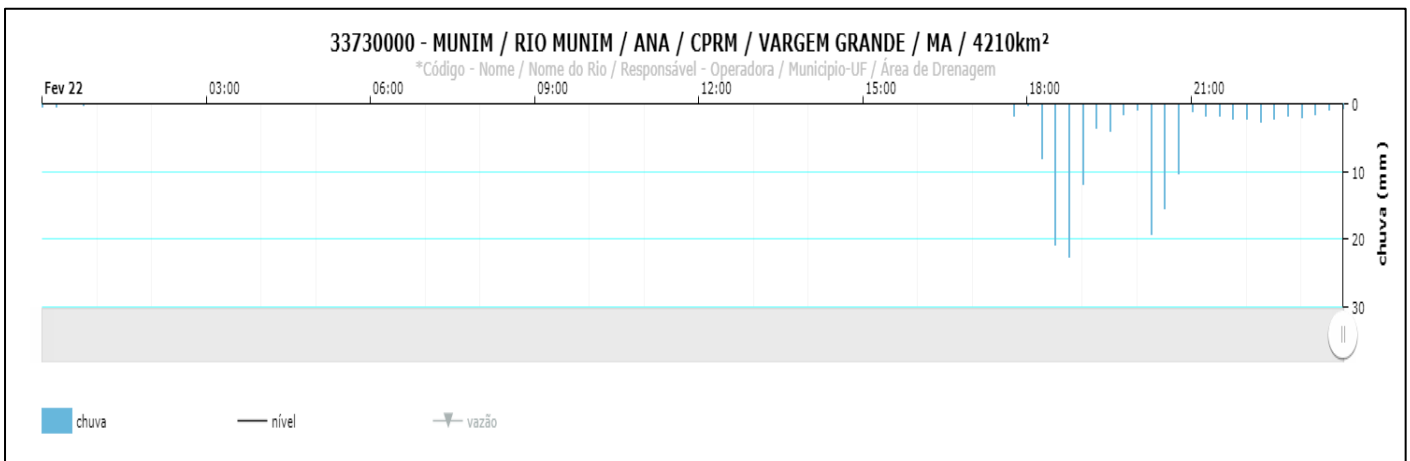 33730000 - MUNIM / RIO MUNIM / ANA / CPRM / VARGEM GRANDE / MA / 4210km²
*Código - Nome / Nome do Rio / Responsável - Operadora / Municipio-UF / Área de Drenagem
Fev 22 03:00 06:00 09:00 12:00 15:00 18:00 21:00
0
10
20
30
chuva (mm)
chuva nível vazão